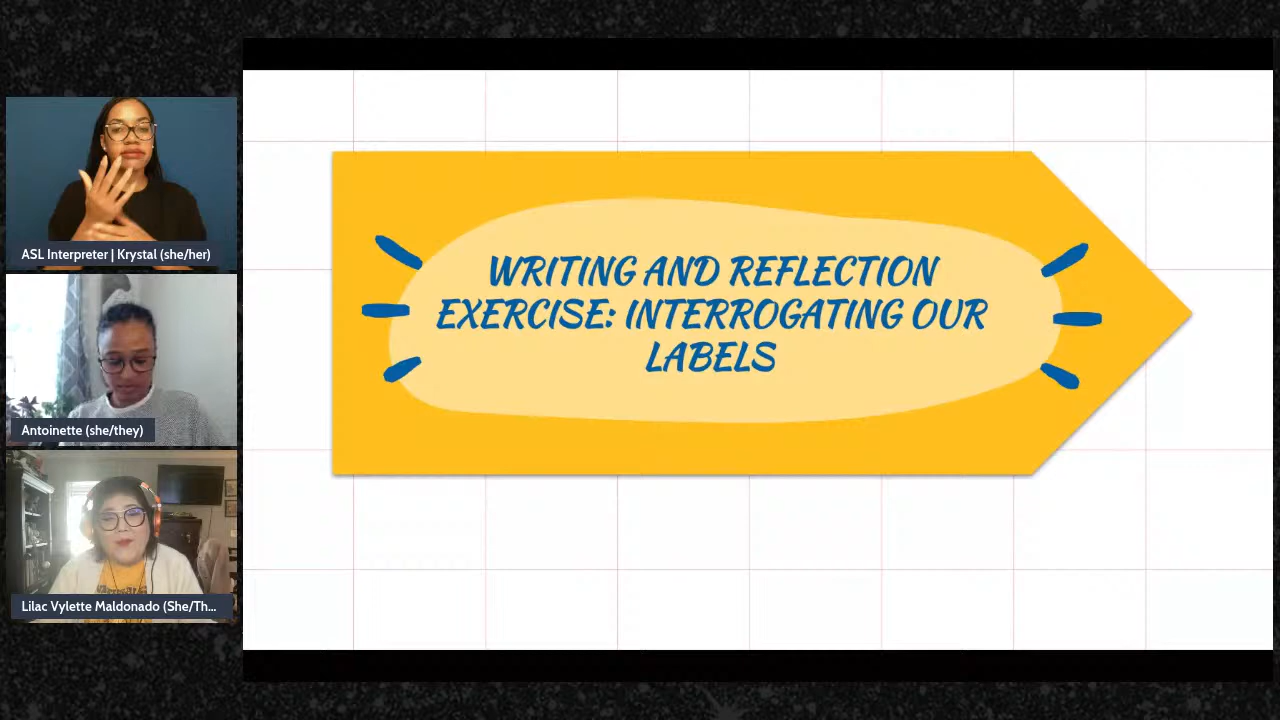 ASL Interpreter | Krystal (she/her)
Antoinette (she/they)
Lilac Vylette Maldonado (She/Th...
WRITING AND REFLECTION
EXERCISE: INTERROGATING OUR
LABELS